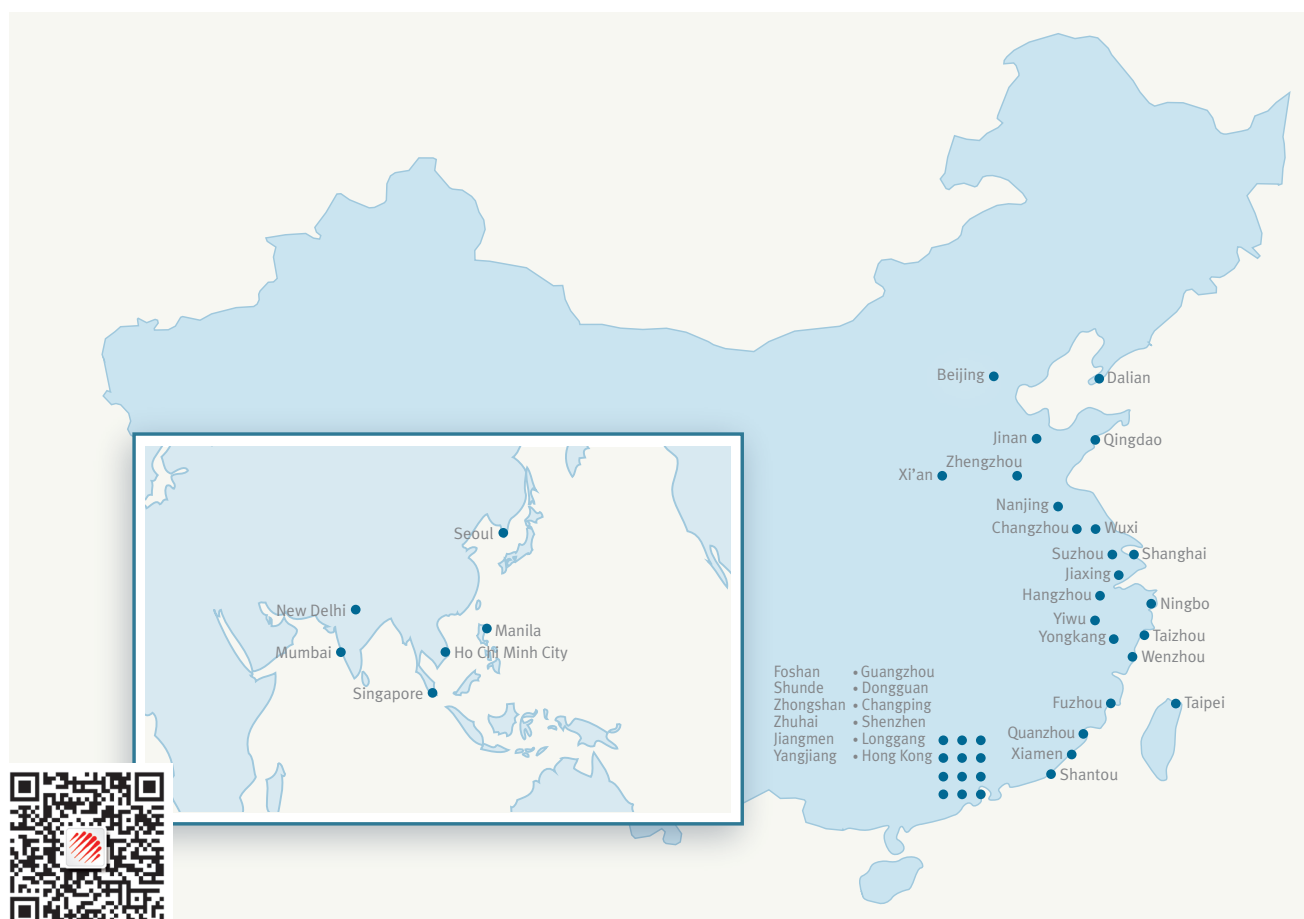 Beijing
Dalian
Jinan
Qingdao
Zhengzhou
Xi'an
Nanjing
Changzhou
Wuxi
Suzhou
Shanghai
Jiaxing
Hangzhou
Ningbo
Yiwu
Yongkang
Taizhou
Wenzhou
Foshan • Guangzhou
Shunde • Dongguan
Zhongshan • Changping
Zhuhai • Shenzhen
Jiangmen • Longgang
Yangjiang • Hong Kong
Fuzhou
Taipei
Quanzhou
Xiamen
Shantou
Seoul
New Delhi
Manila
Mumbai
Ho Chi Minh City
Singapore